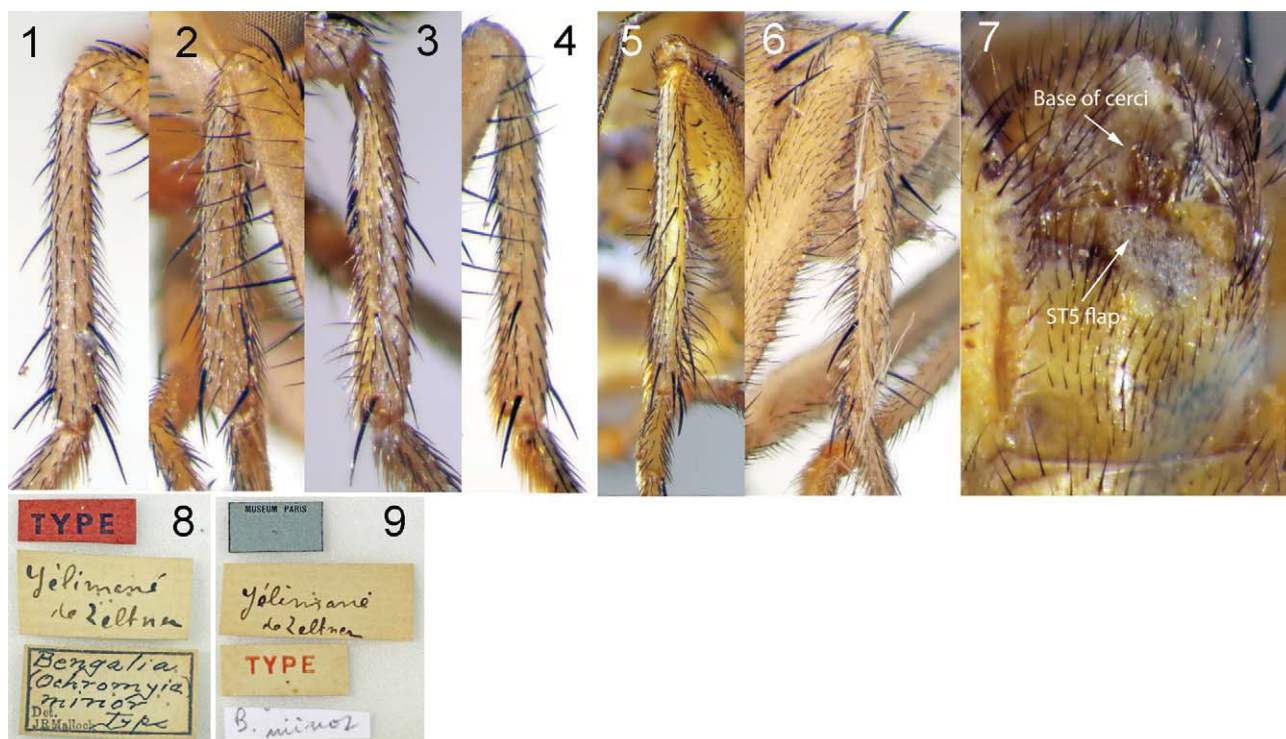 1
2
3
4
5
6
7
Base of cerci
ST5 flap
8
TYPE
Yélimané
de Zeltner
Bengalia
(Ochromyia)
minor
Det.
J.R.Malloch Type
9
MUSEUM PARIS
Yélimané
de Zeltner
TYPE
B. minor